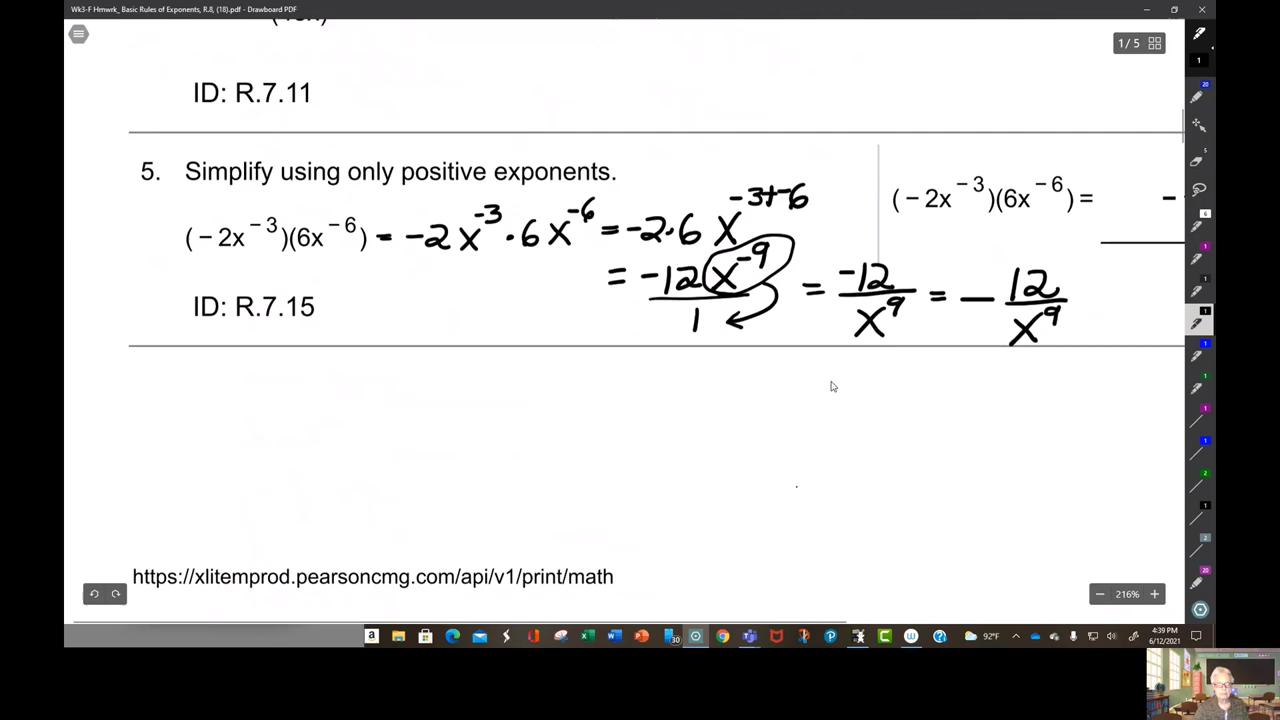 Wk3-F Hmwrk_ Basic Rules of Exponents, R.8, (18).pdf - Drawboard PDF
1 / 5
ID: R.7.11
5. Simplify using only positive exponents.
(− 2x⁻³)(6x⁻⁶) = -2x⁻³ · 6x⁻⁶ = -2·6 x⁻³⁺⁻⁶
(− 2x⁻³)(6x⁻⁶) = −
= -12x⁻⁹/1 = -12/x⁹ = - 12/x⁹
ID: R.7.15
https://xlitemprod.pearsoncmg.com/api/v1/print/math
216%
92°F
4:39 PM
6/12/2021